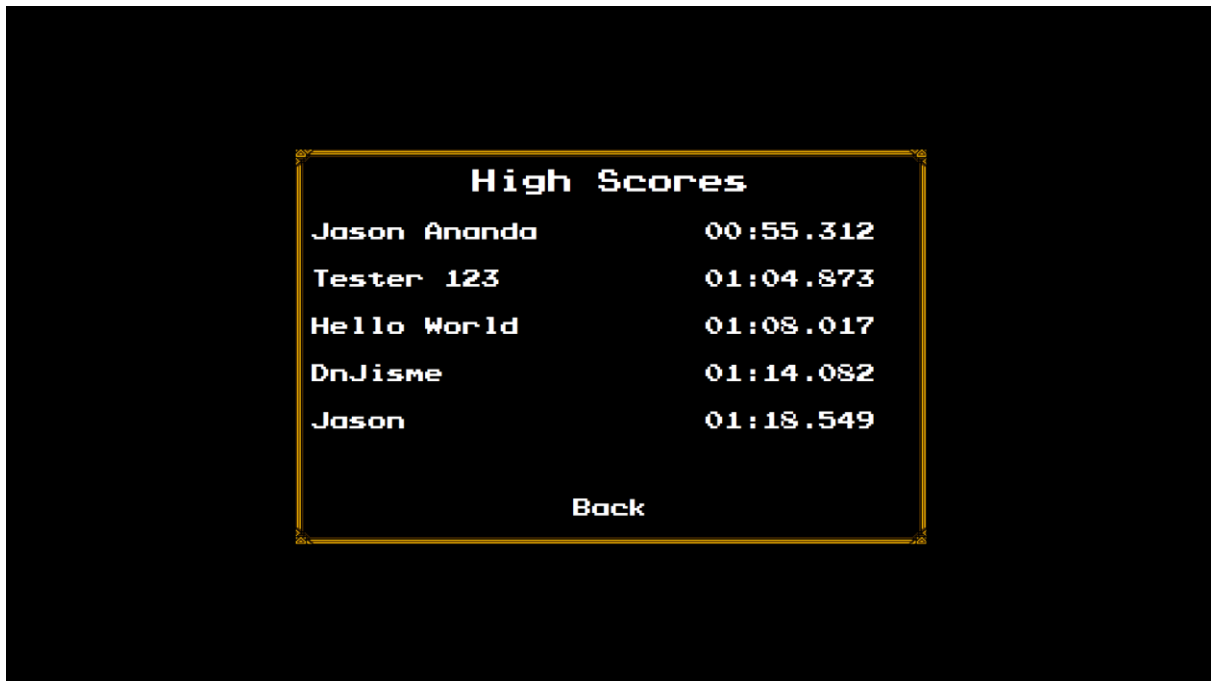 High Scores
Jason Ananda 00:55.312
Tester 123 01:04.873
Hello World 01:08.017
DnJisme 01:14.082
Jason 01:18.549
Back